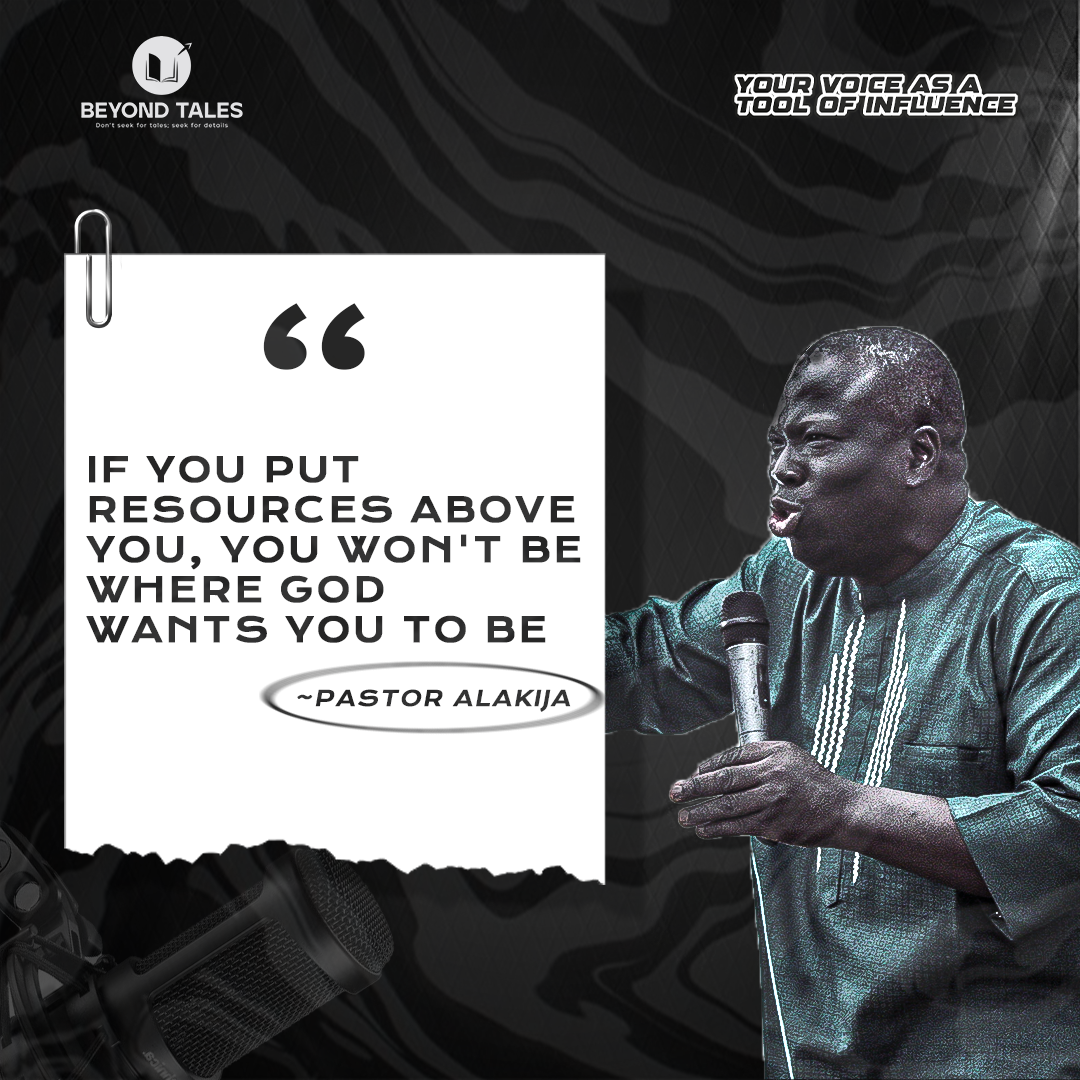 BEYOND TALES
Don't seek for tales; seek for details
YOUR VOICE AS A
TOOL OF INFLUENCE
“
IF YOU PUT
RESOURCES ABOVE
YOU, YOU WON'T BE
WHERE GOD
WANTS YOU TO BE
~PASTOR ALAKIJA